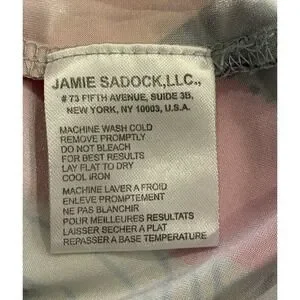 JAMIE SADOCK,LLC.,
# 73 FIFTH AVENUE, SUIDE 3B,
NEW YORK, NY 10003, U.S.A.
MACHINE WASH COLD
REMOVE PROMPTLY
DO NOT BLEACH
FOR BEST RESULTS
LAY FLAT TO DRY
COOL IRON
MACHINE LAVER A FROID
ENLEVE PROMPTEMENT
NE PAS BLANCHIR
POUR MEILLEURES RESULTATS
LAISSER SECHER A PLAT
REPASSER A BASE TEMPERATURE